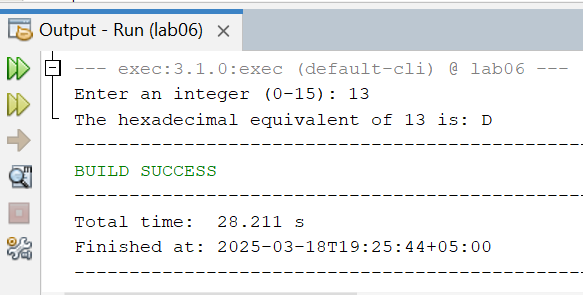 Output - Run (lab06) ×
--- exec:3.1.0:exec (default-cli) @ lab06 ---
Enter an integer (0-15): 13
The hexadecimal equivalent of 13 is: D
------------------------------------------------------------------------
BUILD SUCCESS
------------------------------------------------------------------------
Total time:  28.211 s
Finished at: 2025-03-18T19:25:44+05:00
------------------------------------------------------------------------